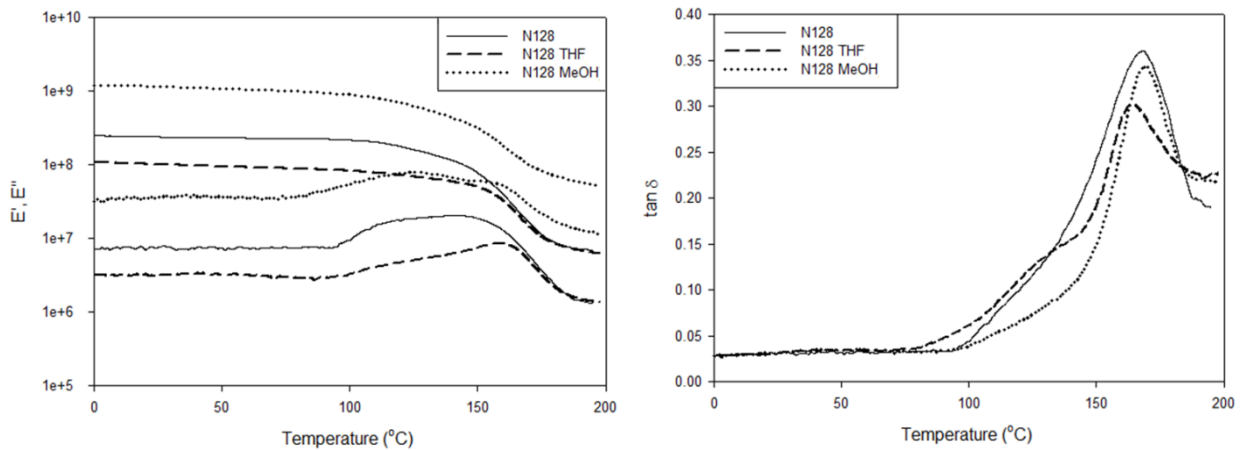 1e+10
1e+9
1e+8
1e+7
1e+6
1e+5
E', E"
0 50 100 150 200
Temperature (°C)
N128
N128 THF
N128 MeOH
0.40
0.35
0.30
0.25
0.20
0.15
0.10
0.05
0.00
tan δ
0 50 100 150 200
Temperature (°C)
N128
N128 THF
N128 MeOH